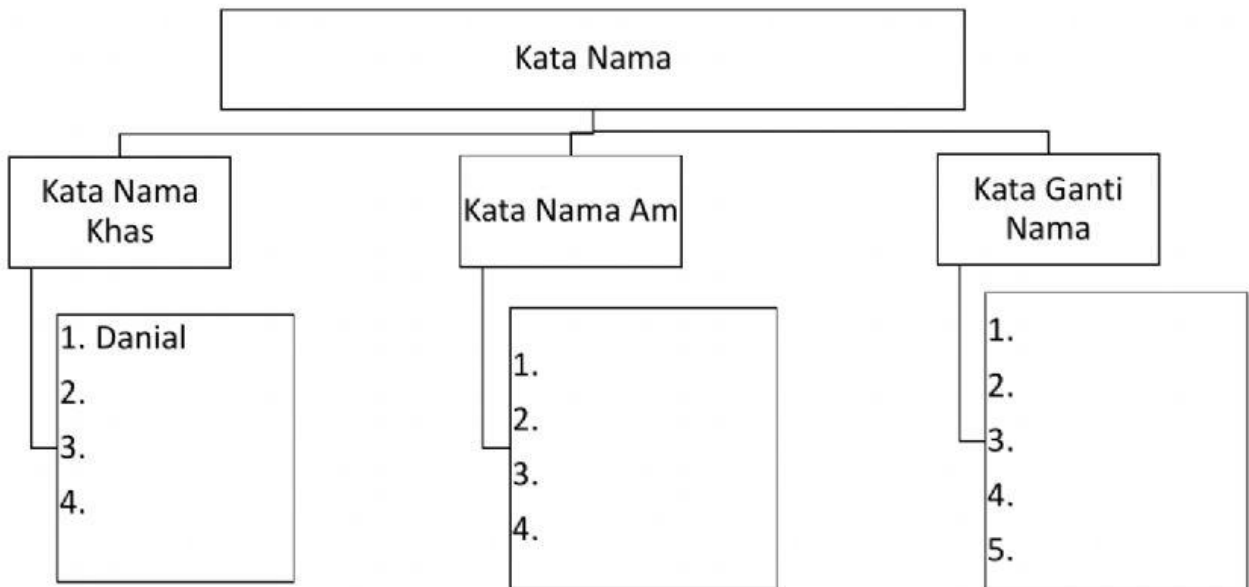 Kata Nama
Kata Nama
Khas
Kata Nama Am
Kata Ganti
Nama
1. Danial
2.
3.
4.
1.
2.
3.
4.
1.
2.
3.
4.
5.